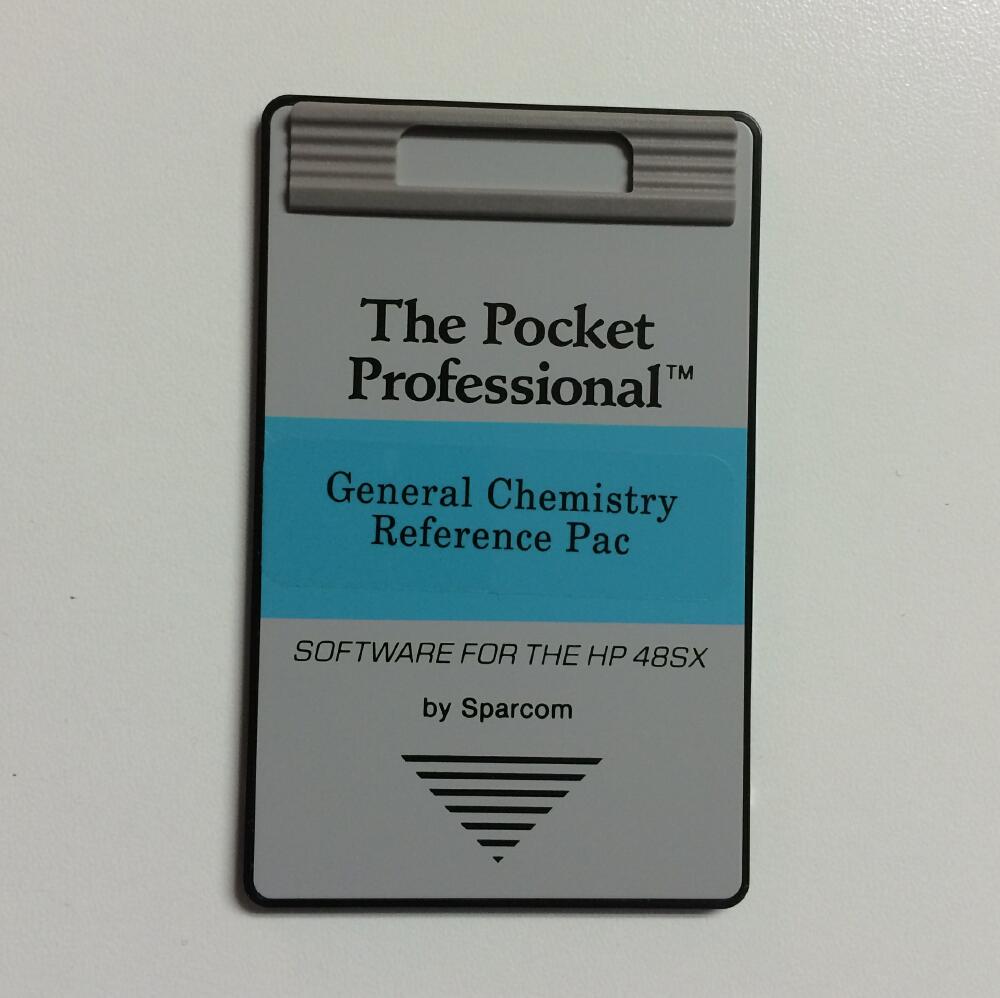 The Pocket
Professional™
General Chemistry
Reference Pac
SOFTWARE FOR THE HP 48SX
by Sparcom